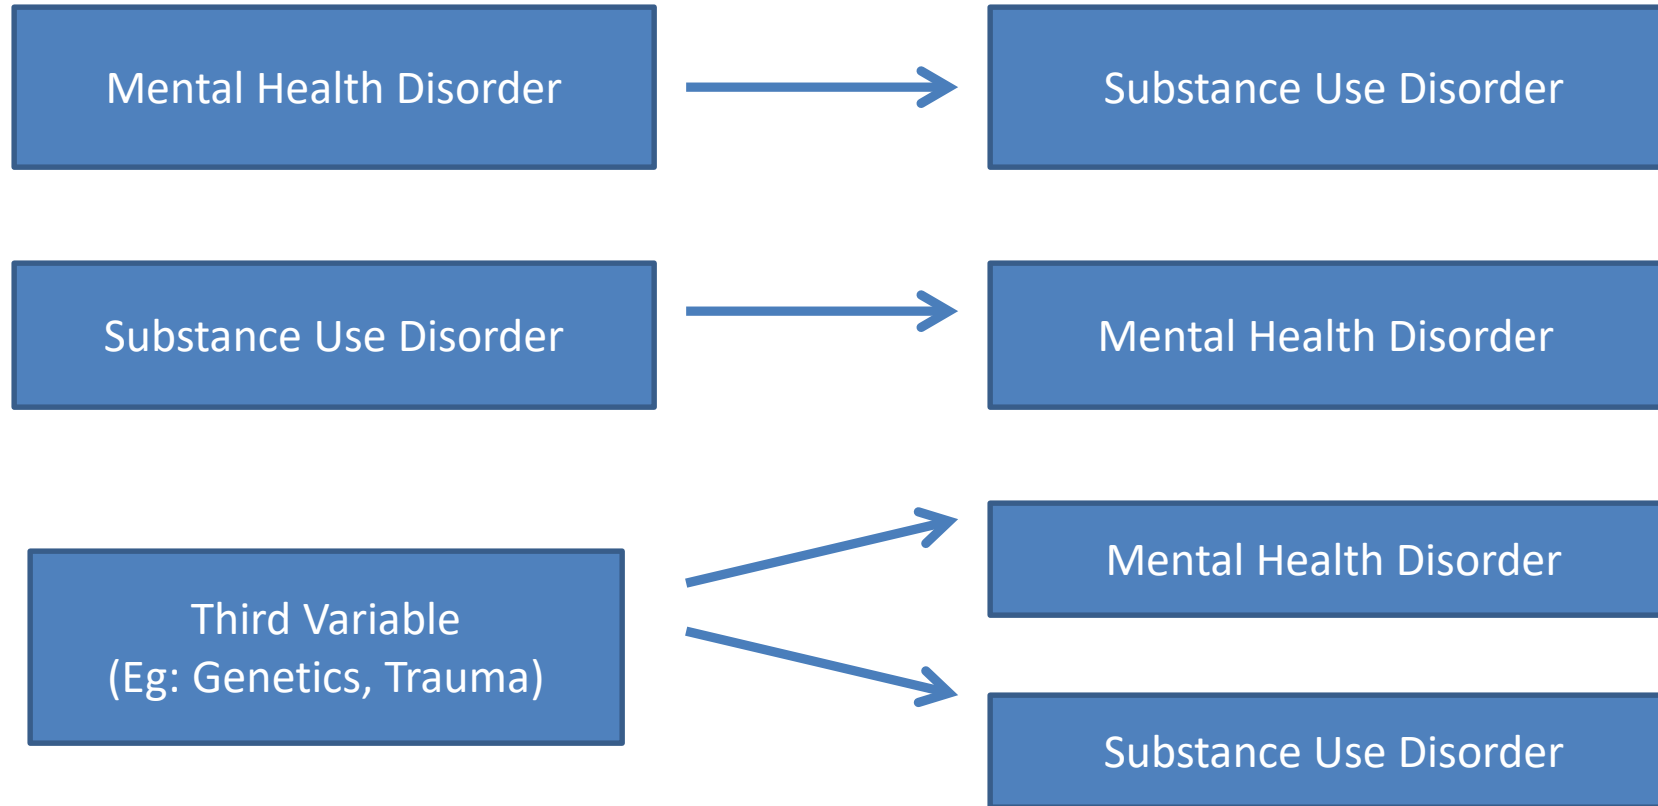 Mental Health Disorder
Substance Use Disorder
Substance Use Disorder
Mental Health Disorder
Third Variable
(Eg: Genetics, Trauma)
Mental Health Disorder
Substance Use Disorder